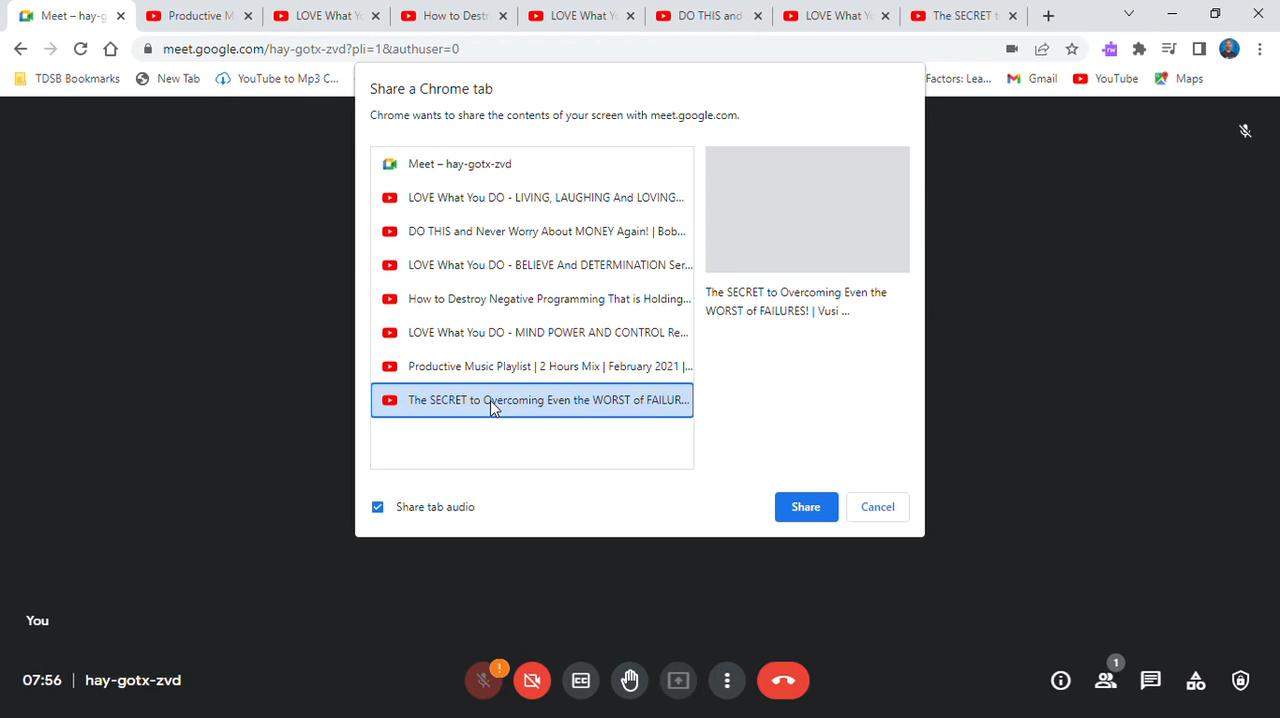 Meet – hay-g
Productive M
LOVE What Y
How to Destr
LOVE What Y
DO THIS and
LOVE What Y
The SECRET t
meet.google.com/hay-gotx-zvd?pli=1&authuser=0
TDSB Bookmarks
New Tab
YouTube to Mp3 C...
Factors: Lea...
Gmail
YouTube
Maps
Share a Chrome tab
Chrome wants to share the contents of your screen with meet.google.com.
Meet – hay-gotx-zvd
LOVE What You DO - LIVING, LAUGHING And LOVING...
DO THIS and Never Worry About MONEY Again! | Bob...
LOVE What You DO - BELIEVE And DETERMINATION Ser...
How to Destroy Negative Programming That is Holding...
LOVE What You DO - MIND POWER AND CONTROL Re...
Productive Music Playlist | 2 Hours Mix | February 2021 |...
The SECRET to Overcoming Even the WORST of FAILUR...
The SECRET to Overcoming Even the
WORST of FAILURES! | Vusi ...
Share tab audio
Share
Cancel
You
07:56 | hay-gotx-zvd
1